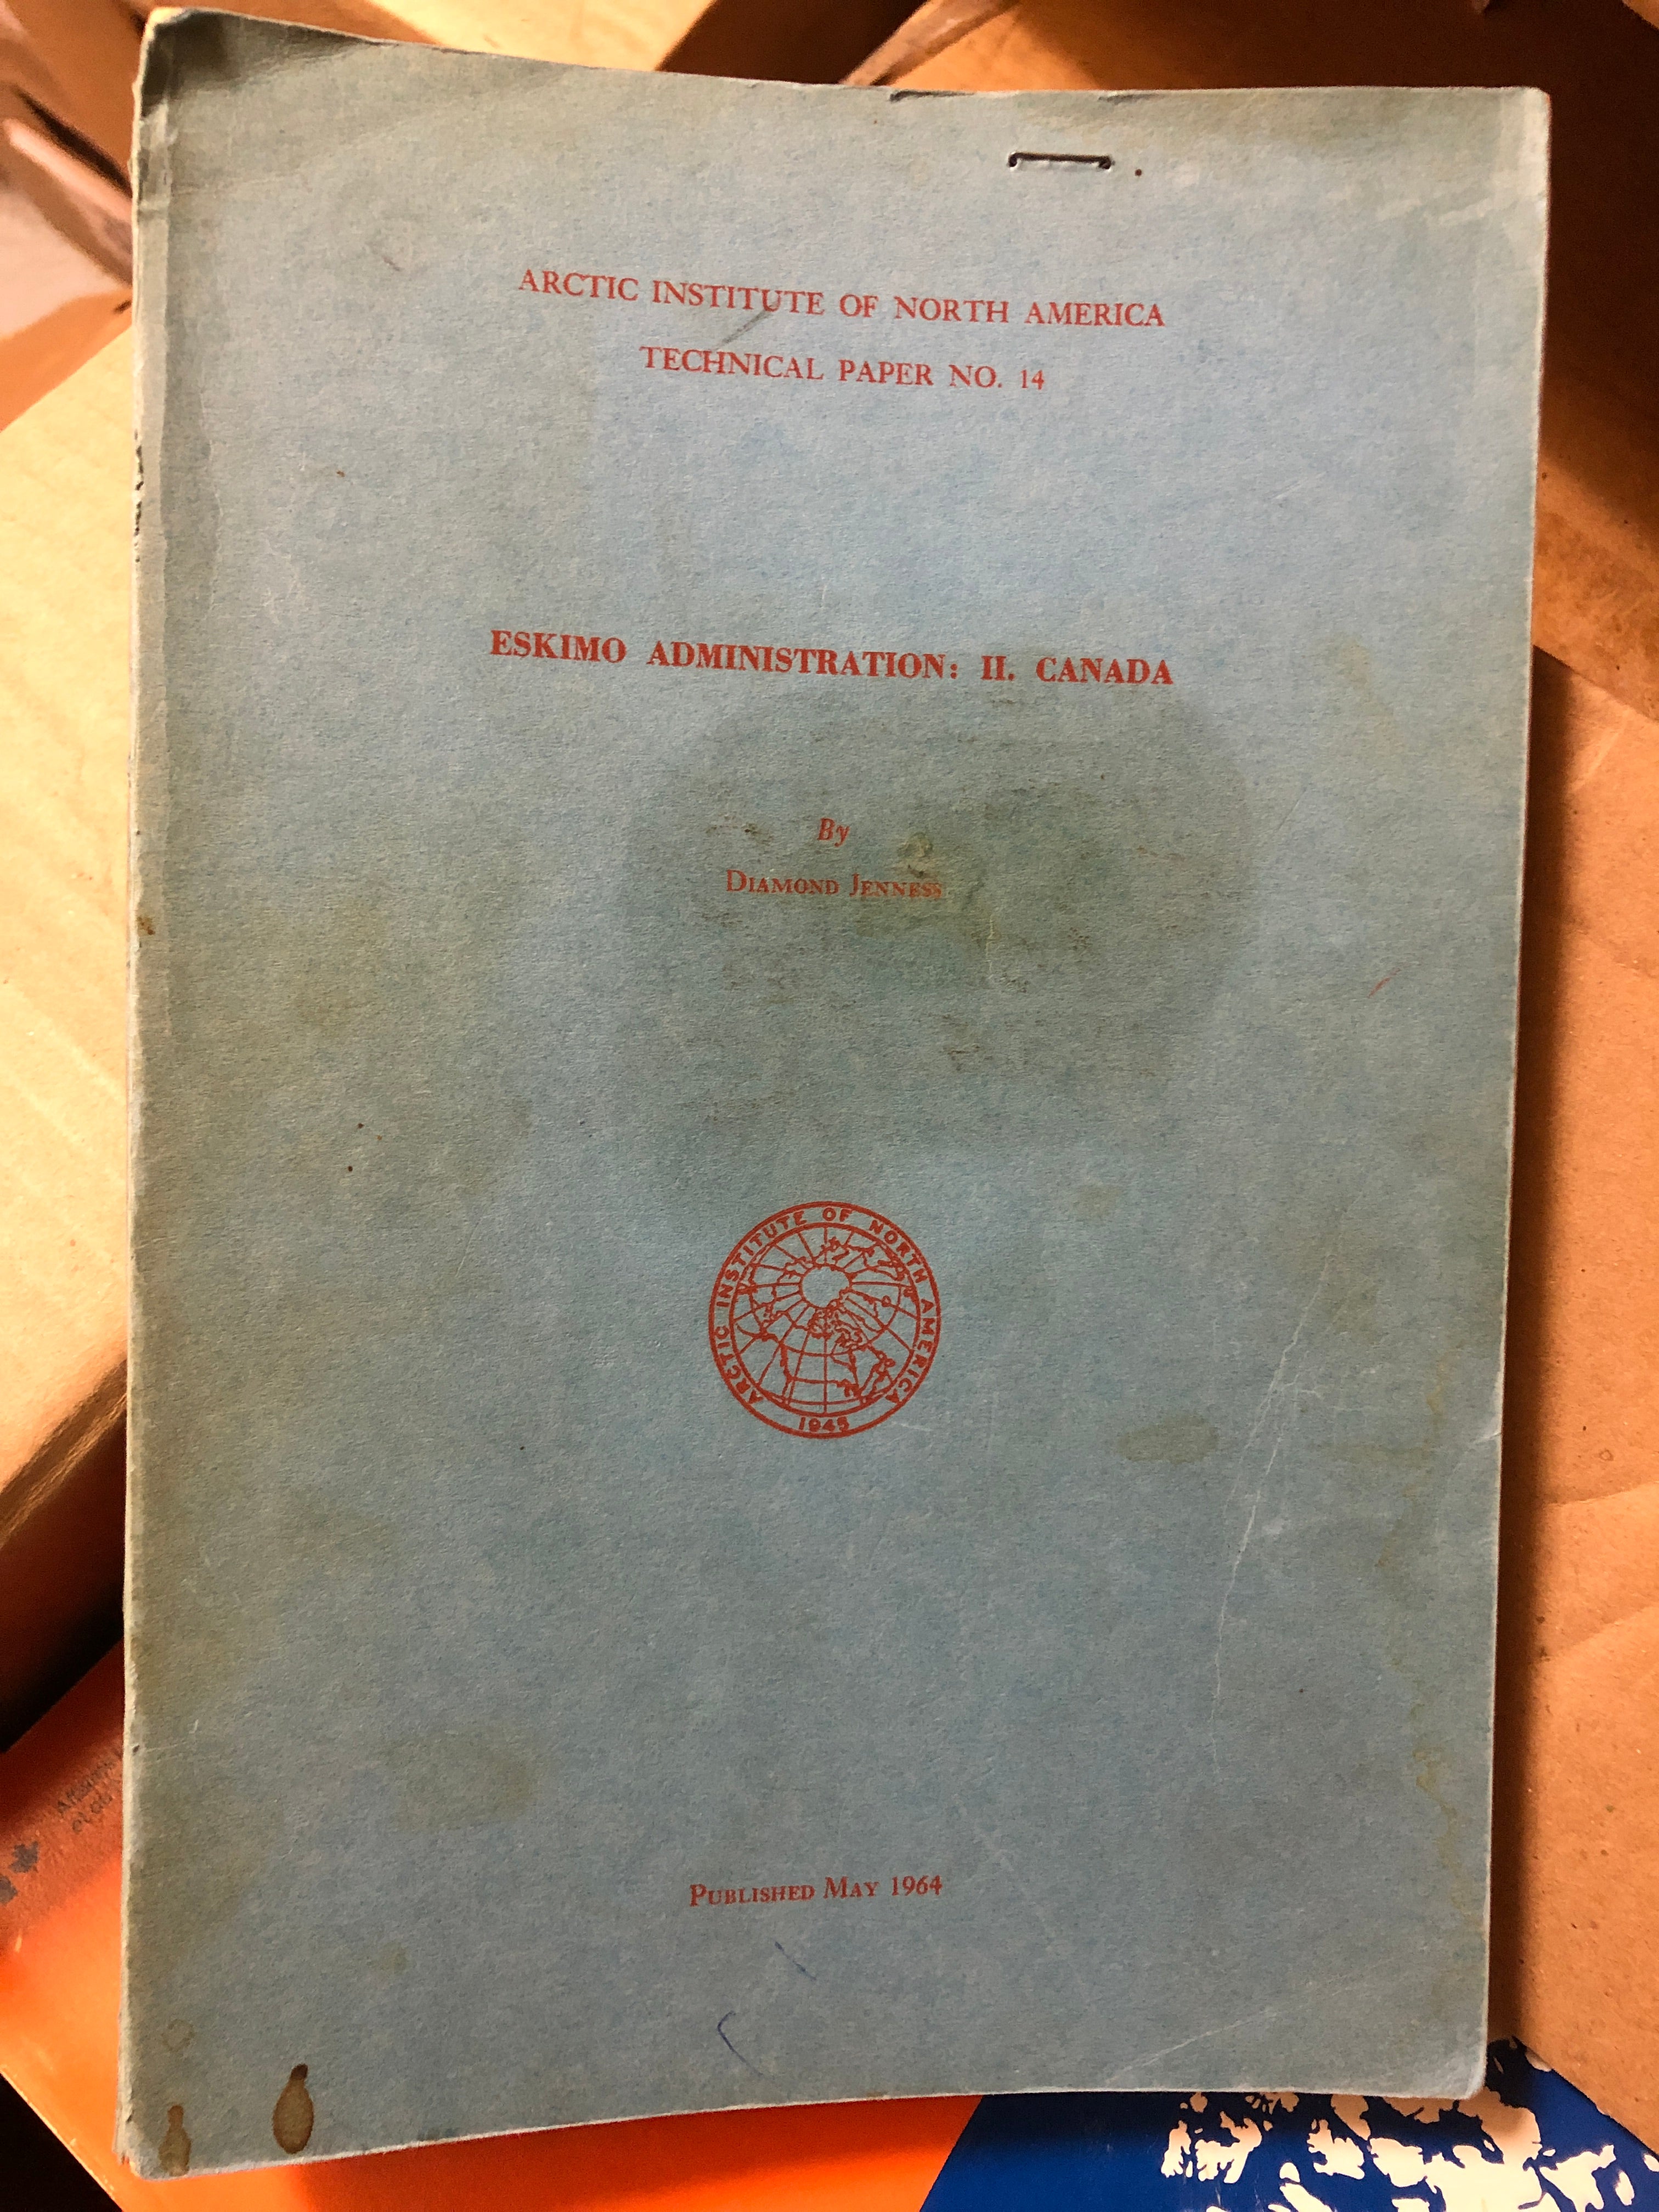 ARCTIC INSTITUTE OF NORTH AMERICA
TECHNICAL PAPER NO. 14
ESKIMO ADMINISTRATION: II. CANADA
By
DIAMOND JENNESS
ARCTIC INSTITUTE OF NORTH AMERICA
1945
PUBLISHED MAY 1964